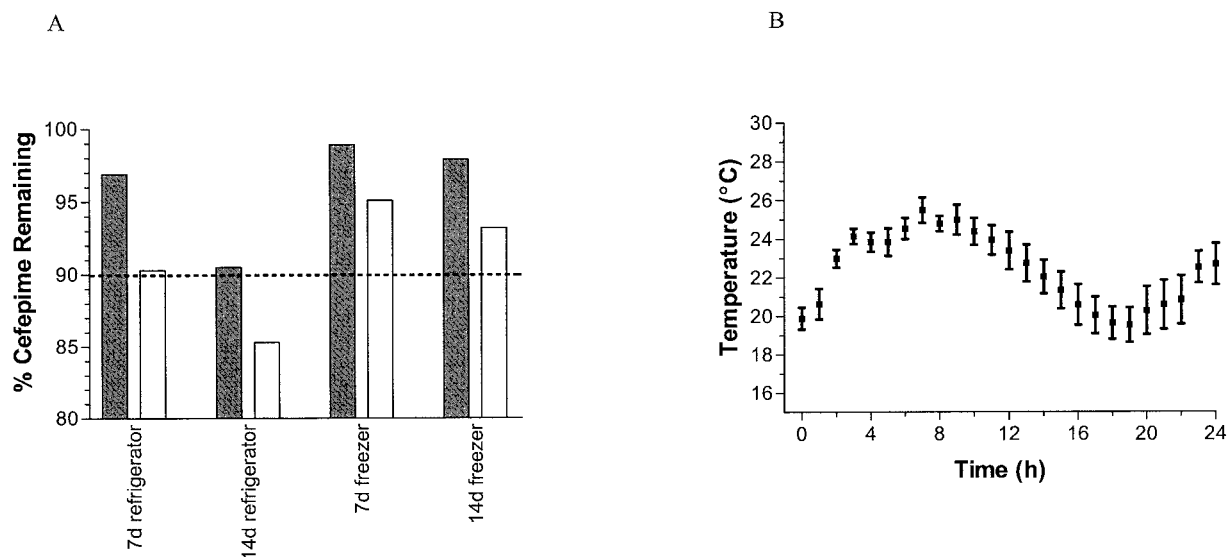 A
% Cefepime Remaining
100
95
90
85
80
7d refrigerator
14d refrigerator
7d freezer
14d freezer
B
Temperature (°C)
30
28
26
24
22
20
18
16
0 4 8 12 16 20 24
Time (h)